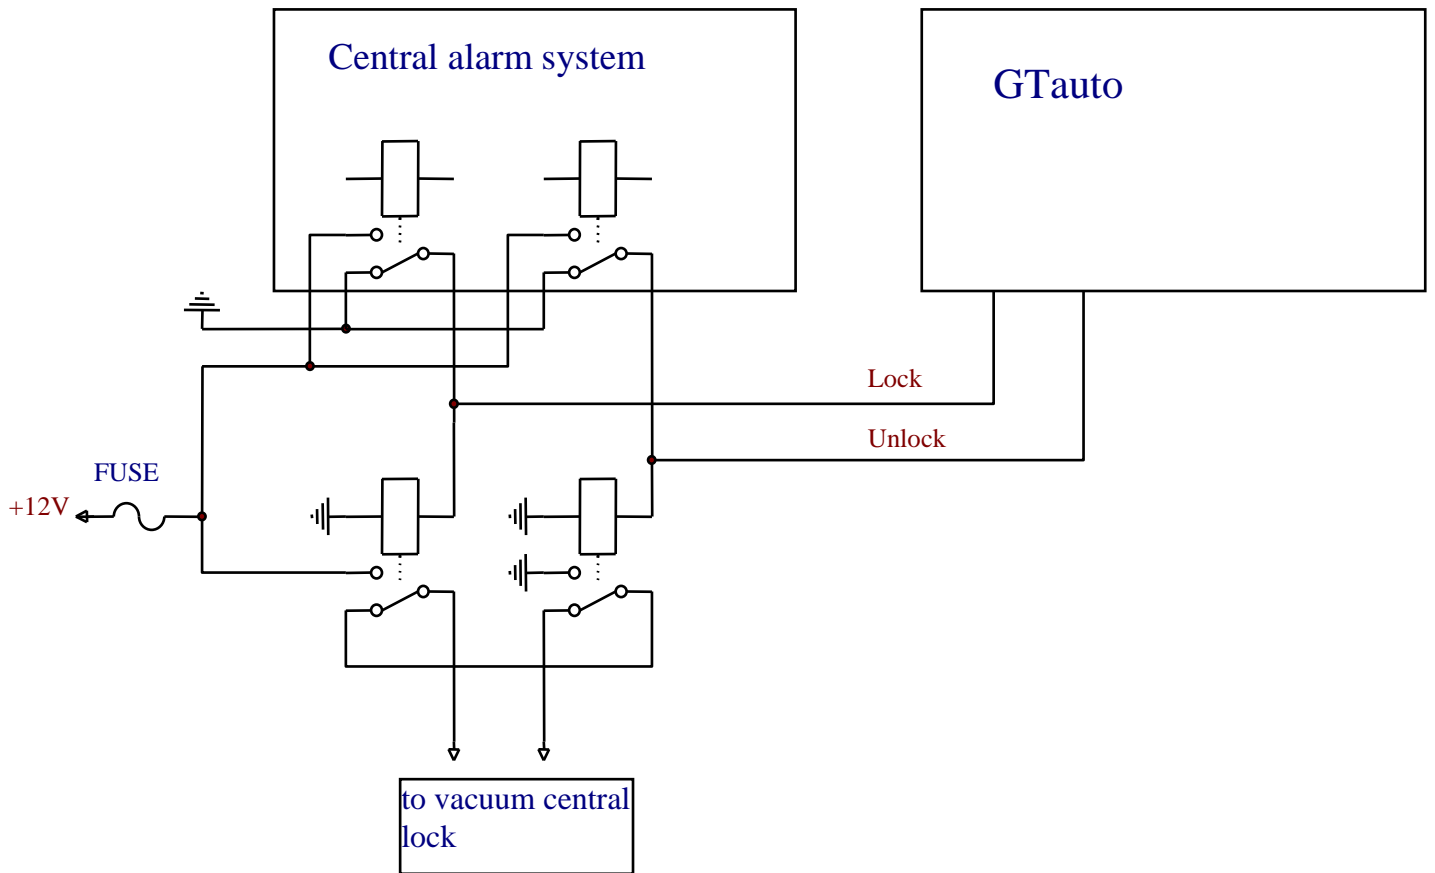 Central alarm system
GTauto
Lock
Unlock
FUSE
+12V
to vacuum central
lock